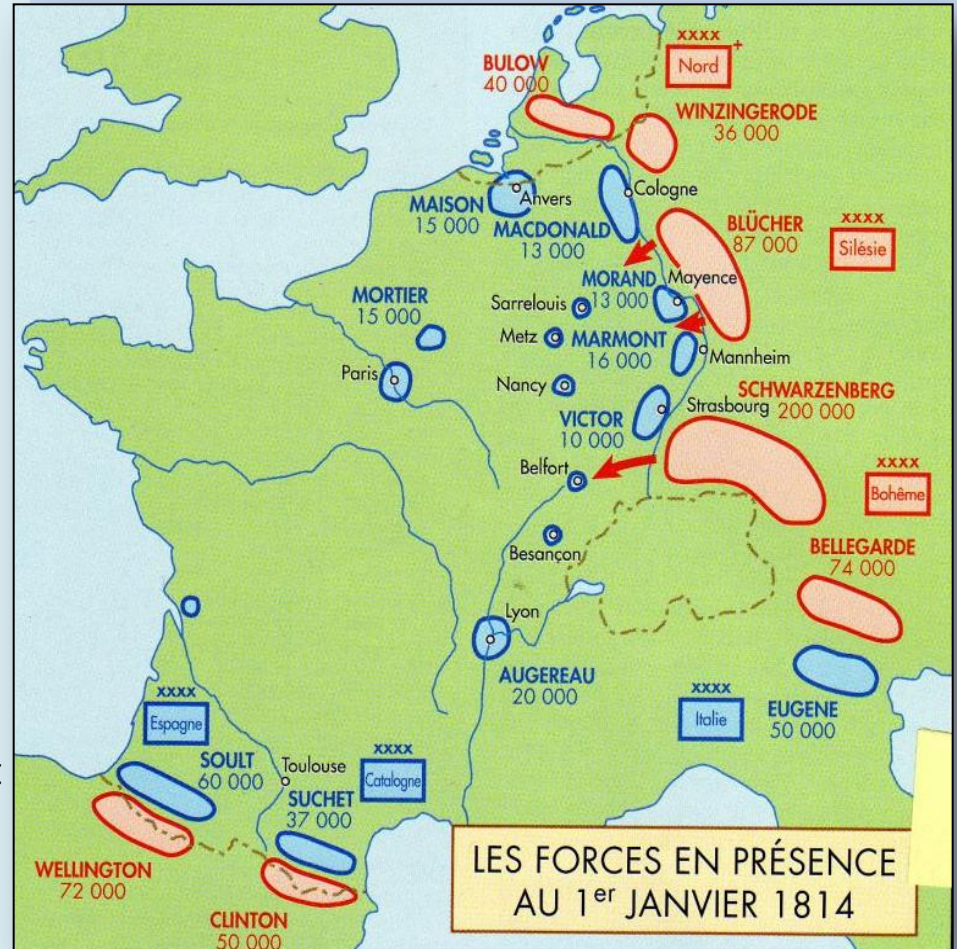 BULOW
40 000
xxxx
+
Nord
WINZINGERODE
36 000
MAISON
15 000
Anvers
Cologne
MACDONALD
13 000
BLÜCHER
87 000
xxxx
Silésie
MORAND
13 000
Mayence
MORTIER
15 000
Sarrelouis
Metz
MARMONT
16 000
Mannheim
Paris
Nancy
VICTOR
10 000
Strasbourg
SCHWARZENBERG
200 000
Belfort
xxxx
Bohême
Besançon
BELLEGARDE
74 000
Lyon
AUGEREAU
20 000
xxxx
Italie
EUGENE
50 000
xxxx
Espagne
SOULT
60 000
Toulouse
xxxx
Catalogne
SUCHET
37 000
WELLINGTON
72 000
CLINTON
50 000
LES FORCES EN PRÉSENCE
AU 1er JANVIER 1814